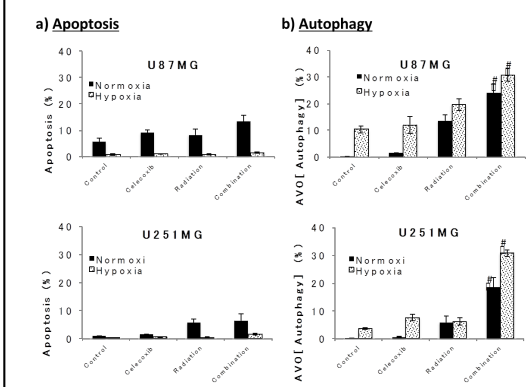 a) Apoptosis
U87MG
Normoxia
Hypoxia
Apoptosis (%)
40
30
20
10
0
Control
Celecoxib
Radiation
Combination
b) Autophagy
U87MG
Normoxia
Hypoxia
AVO[Autophagy] (%)
40
30
20
10
0
#
#
Control
Celecoxib
Radiation
Combination
U251MG
Normoxia
Hypoxia
Apoptosis (%)
40
30
20
10
0
Control
Celecoxib
Radiation
Combination
U251MG
Normoxi
Hypoxia
AVO[Autophagy] (%)
40
30
20
10
0
#
#
Control
Celecoxib
Radiation
Combination